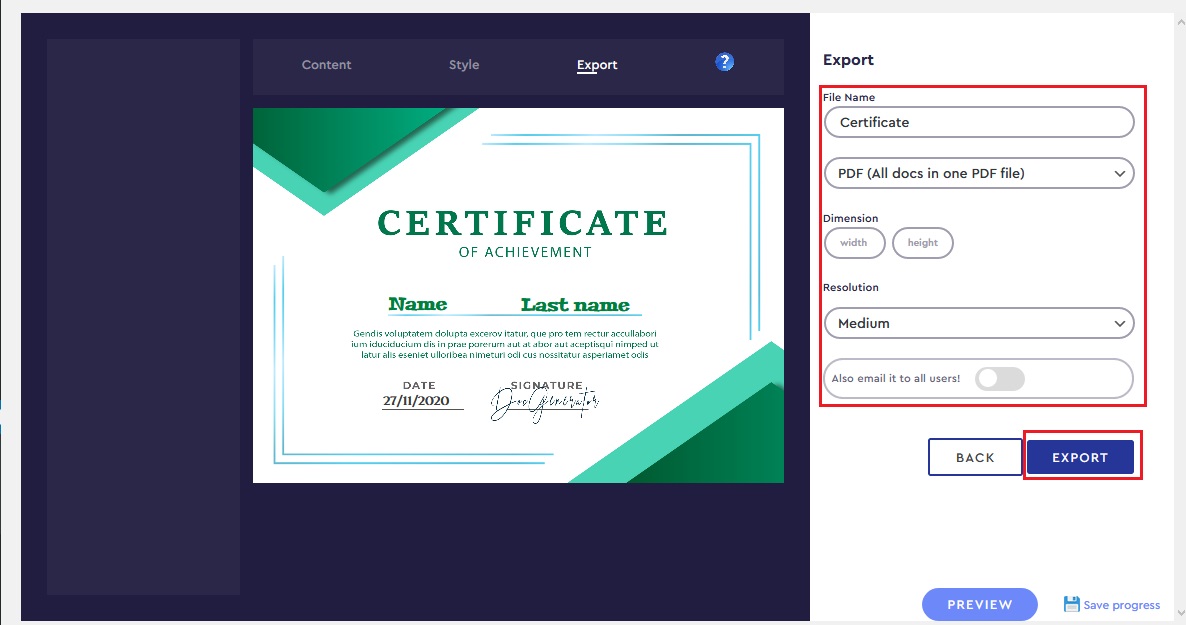 Content Style Export ?
CERTIFICATE
OF ACHIEVEMENT
Name Last name
Gendis voluptatem dolupta excerov itatur, que pro tem rectur accullabori
ium iduciducium dis in prae porerum aut at abor aut aceptisqui nimped ut
latur alis eseniet ulloribea nimeturi odi cus nossitatur asperiamet odis
DATE SIGNATURE
27/11/2020 DocGenerator
Export
File Name
Certificate
PDF (All docs in one PDF file)
Dimension
width height
Resolution
Medium
Also email it to all users!
BACK EXPORT
PREVIEW Save progress